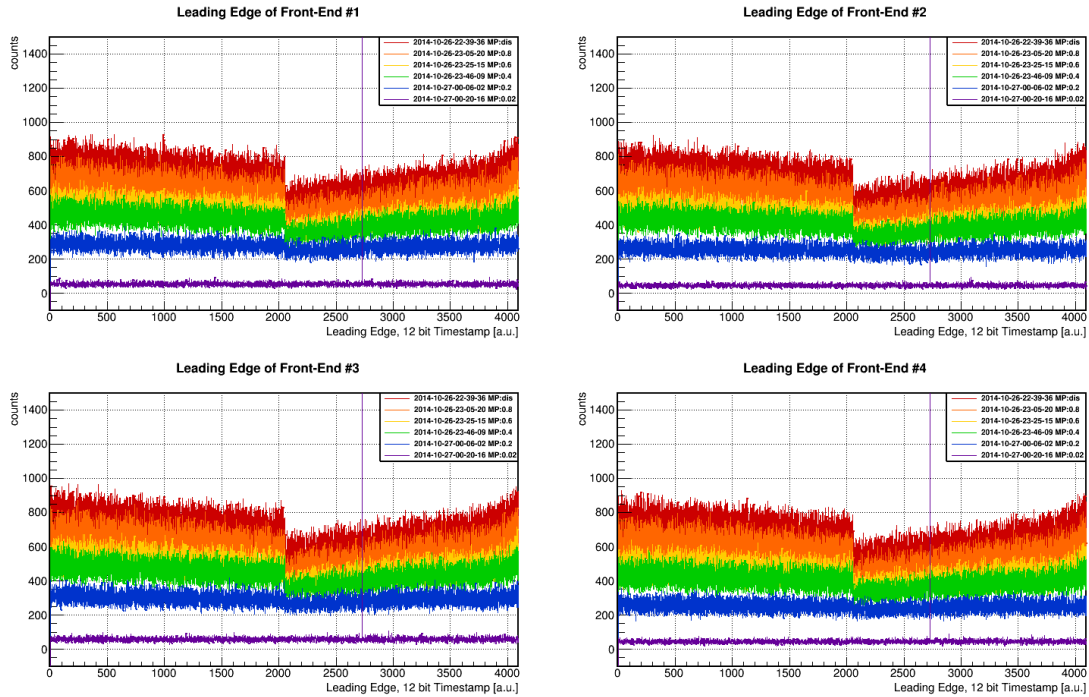 Leading Edge of Front-End #1
counts
1400
1200
1000
800
600
400
200
0
2014-10-26-22-39-36 MP:dis
2014-10-26-23-05-20 MP:0.8
2014-10-26-23-25-15 MP:0.6
2014-10-26-23-46-09 MP:0.4
2014-10-27-00-06-02 MP:0.2
2014-10-27-00-20-16 MP:0.02
0 500 1000 1500 2000 2500 3000 3500 4000
Leading Edge, 12 bit Timestamp [a.u.]
Leading Edge of Front-End #2
counts
1400
1200
1000
800
600
400
200
0
2014-10-26-22-39-36 MP:dis
2014-10-26-23-05-20 MP:0.8
2014-10-26-23-25-15 MP:0.6
2014-10-26-23-46-09 MP:0.4
2014-10-27-00-06-02 MP:0.2
2014-10-27-00-20-16 MP:0.02
0 500 1000 1500 2000 2500 3000 3500 4000
Leading Edge, 12 bit Timestamp [a.u.]
Leading Edge of Front-End #3
counts
1400
1200
1000
800
600
400
200
0
2014-10-26-22-39-36 MP:dis
2014-10-26-23-05-20 MP:0.8
2014-10-26-23-25-15 MP:0.6
2014-10-26-23-46-09 MP:0.4
2014-10-27-00-06-02 MP:0.2
2014-10-27-00-20-16 MP:0.02
0 500 1000 1500 2000 2500 3000 3500 4000
Leading Edge, 12 bit Timestamp [a.u.]
Leading Edge of Front-End #4
counts
1400
1200
1000
800
600
400
200
0
2014-10-26-22-39-36 MP:dis
2014-10-26-23-05-20 MP:0.8
2014-10-26-23-25-15 MP:0.6
2014-10-26-23-46-09 MP:0.4
2014-10-27-00-06-02 MP:0.2
2014-10-27-00-20-16 MP:0.02
0 500 1000 1500 2000 2500 3000 3500 4000
Leading Edge, 12 bit Timestamp [a.u.]